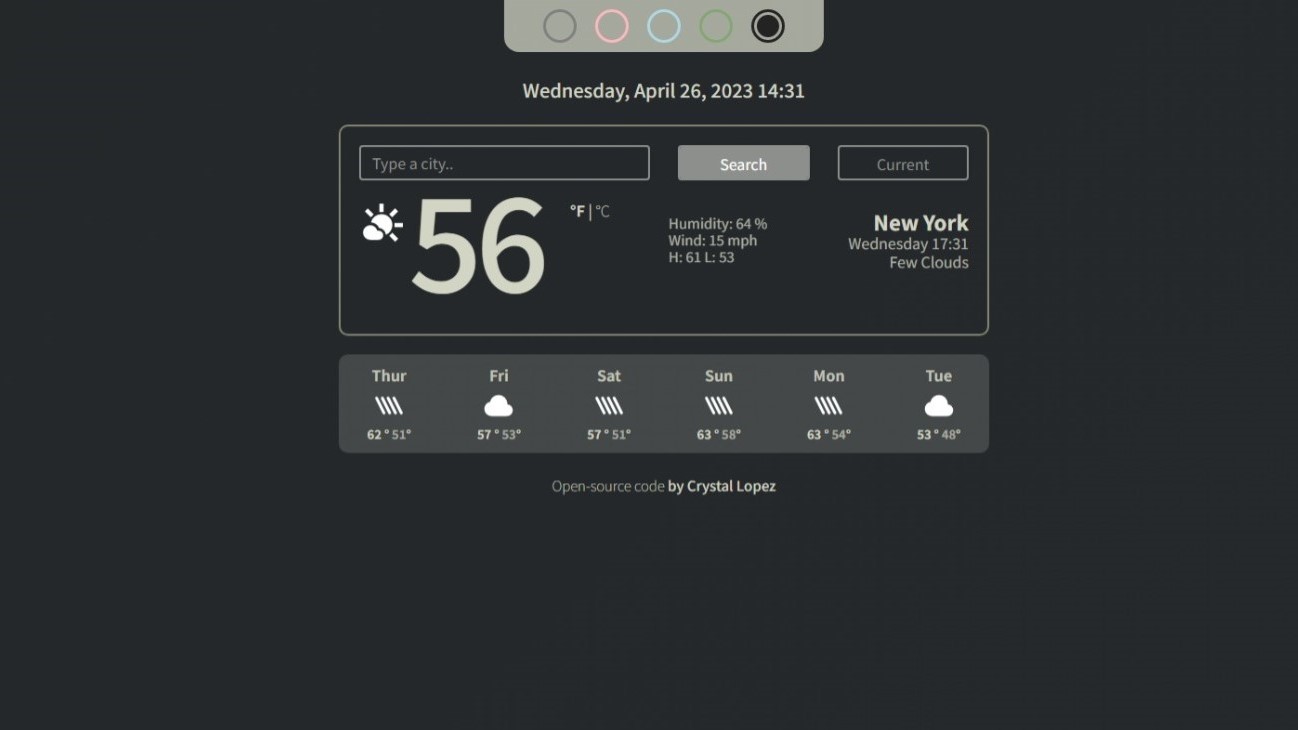 Wednesday, April 26, 2023 14:31
Type a city..
Search
Current
56
°F | °C
Humidity: 64 %
Wind: 15 mph
H: 61 L: 53
New York
Wednesday 17:31
Few Clouds
Thur Fri Sat Sun Mon Tue
62 ° 51° 57 ° 53° 57 ° 51° 63 ° 58° 63 ° 54° 53 ° 48°
Open-source code by Crystal Lopez